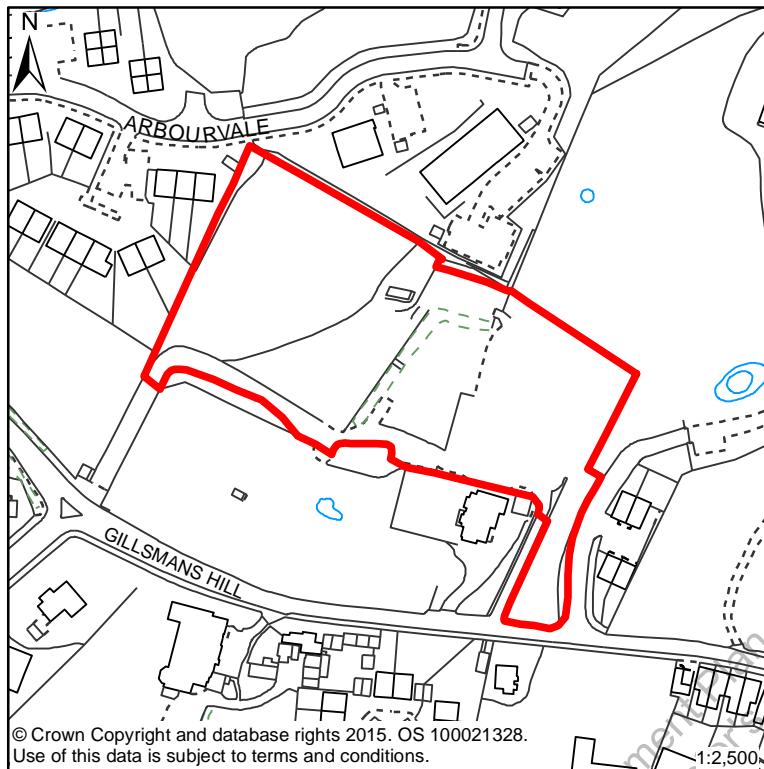 N
ARBOURVALE
GILLSMANS HILL
© Crown Copyright and database rights 2015. OS 100021328.
Use of this data is subject to terms and conditions.
1:2,500